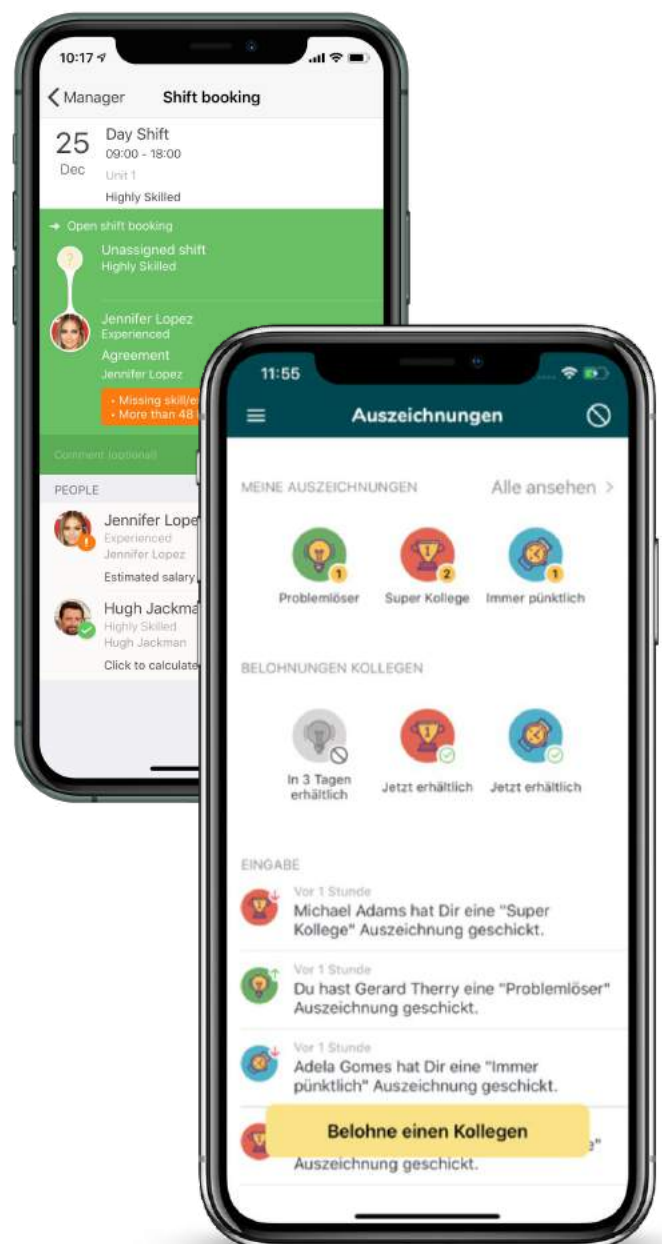 10:17
Manager
Shift booking
25
Dec
Day Shift
09:00 - 18:00
Unit 1
Highly Skilled
Open shift booking
?
Unassigned shift
Highly Skilled
Jennifer Lopez
Experienced
Agreement
Jennifer Lopez
• Missing
• More than 48
Comment (optional)
PEOPLE
Jennifer
Experienced
Jennifer Lopez
Estimated salary
Hugh
Highly Skilled
Hugh Jackman
Click to calculate
11:55
Auszeichnungen
MEINE AUSZEICHNUNGEN
Alle ansehen >
1
1
2
1
Problemlöser
Super Kollege
Immer pünktlich
BELOHNUNGEN KOLLEGEN
1
In 3 Tagen
erhältlich
Jetzt erhältlich
Jetzt erhältlich
EINGABE
Vor 1 Stunde
Michael Adams hat Dir eine "Super
Kollege" Auszeichnung geschickt.
Vor 1 Stunde
Du hast Gerard Therry eine "Problemlöser"
Auszeichnung geschickt.
Vor 1 Stunde
Adela Gomes hat Dir eine "Immer
pünktlich" Auszeichnung geschickt.
Belohne einen Kollegen
Auszeichnung geschickt.